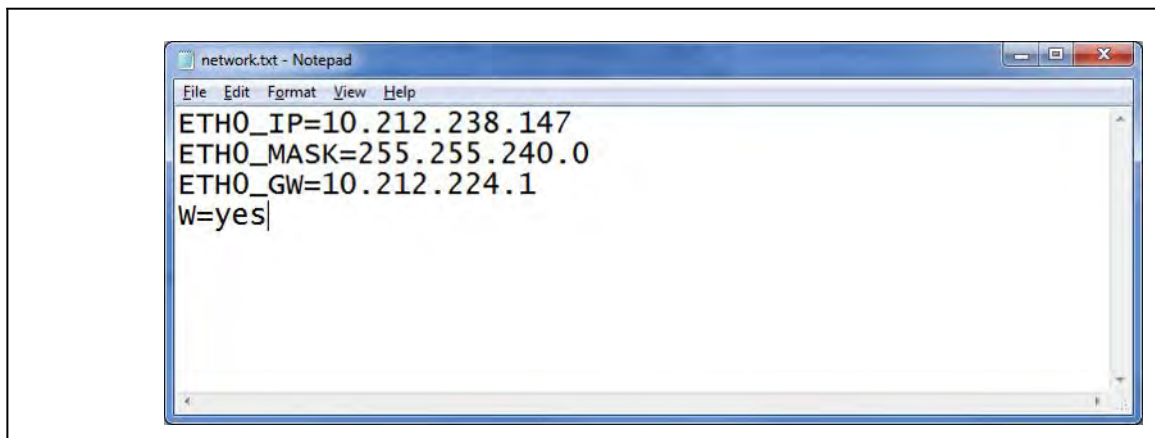 network.txt - Notepad
File Edit Format View Help
ETH0_IP=10.212.238.147
ETH0_MASK=255.255.240.0
ETH0_GW=10.212.224.1
W=yes